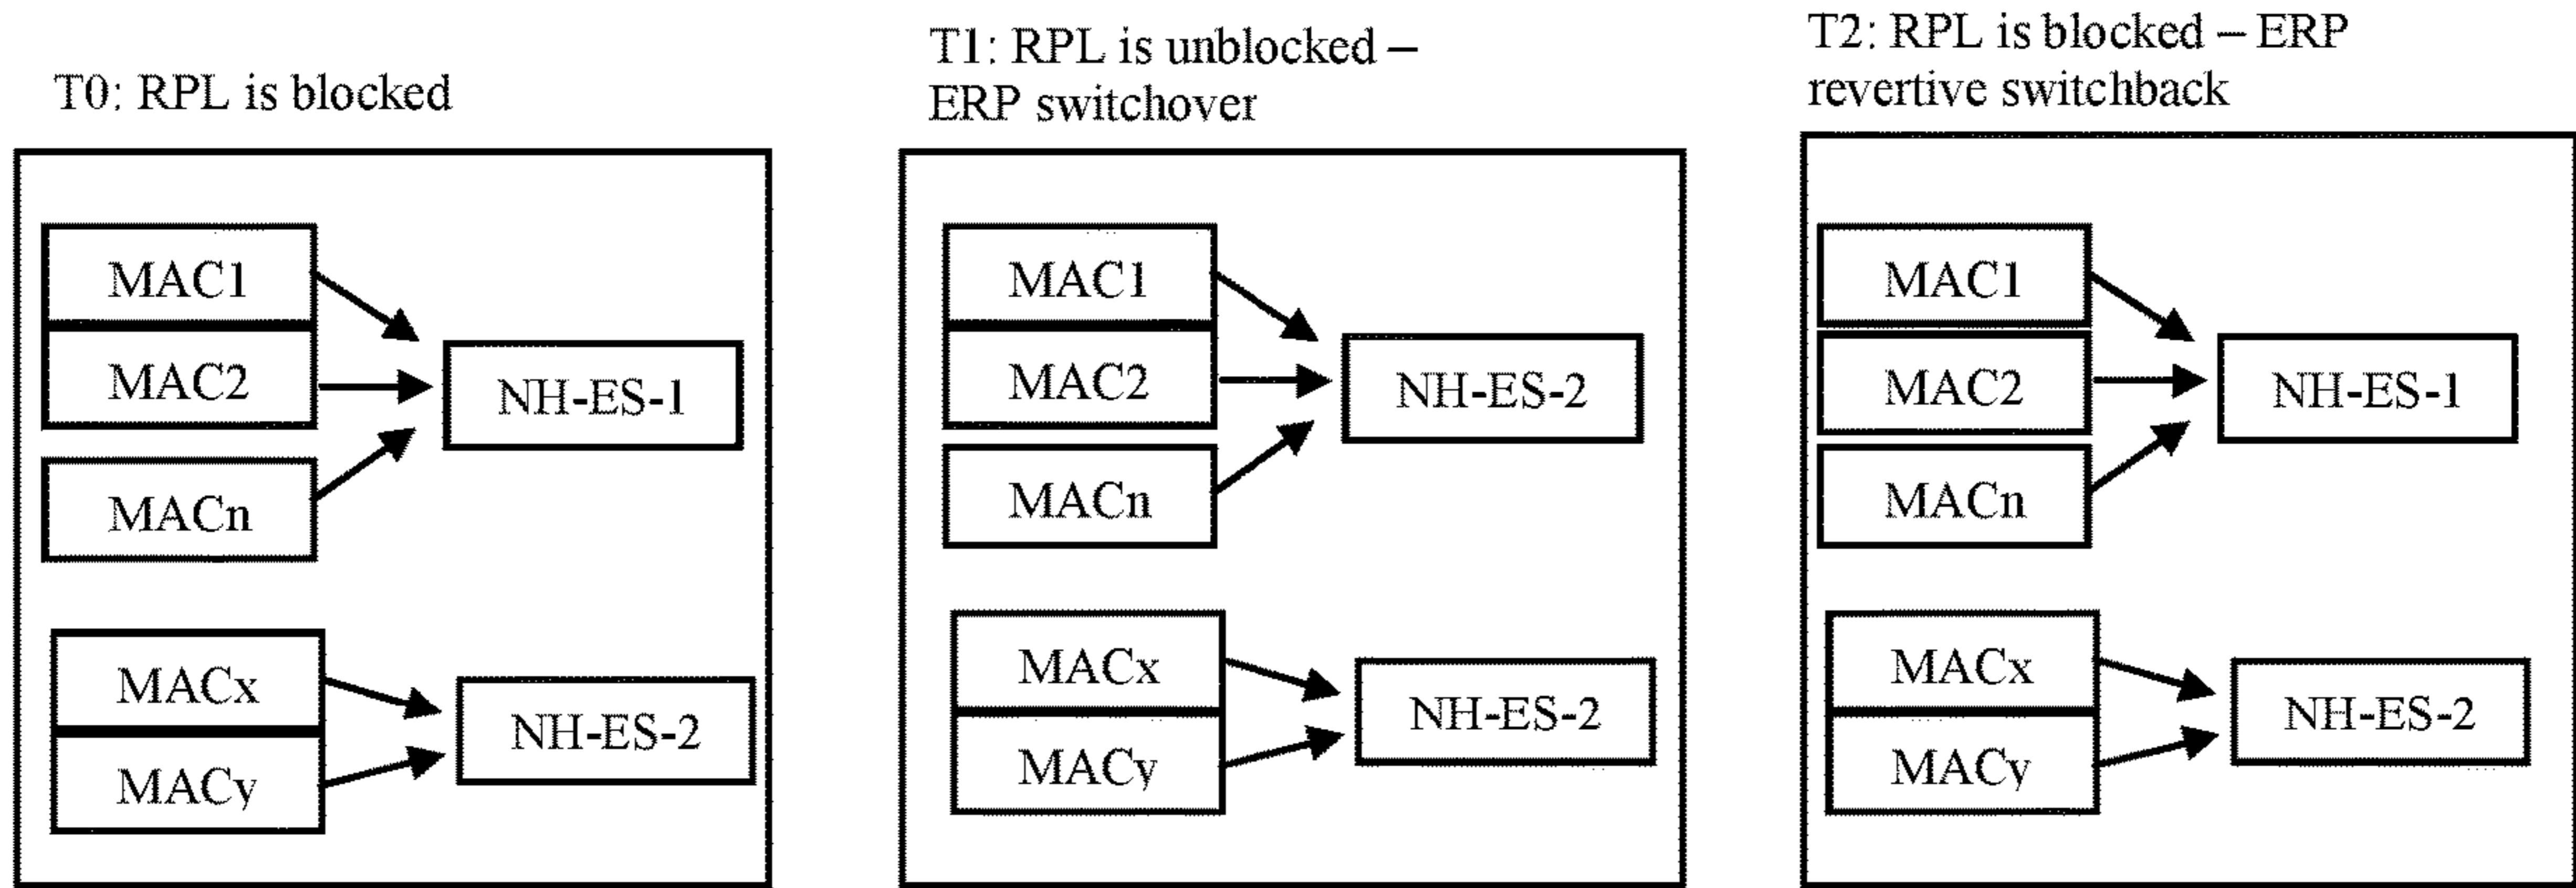 T0: RPL is blocked
MAC1
MAC2
MACn
NH-ES-1
MACx
MACy
NH-ES-2
T1: RPL is unblocked –
ERP switchover
MAC1
MAC2
MACn
NH-ES-2
MACx
MACy
NH-ES-2
T2: RPL is blocked – ERP
revertive switchback
MAC1
MAC2
MACn
NH-ES-1
MACx
MACy
NH-ES-2